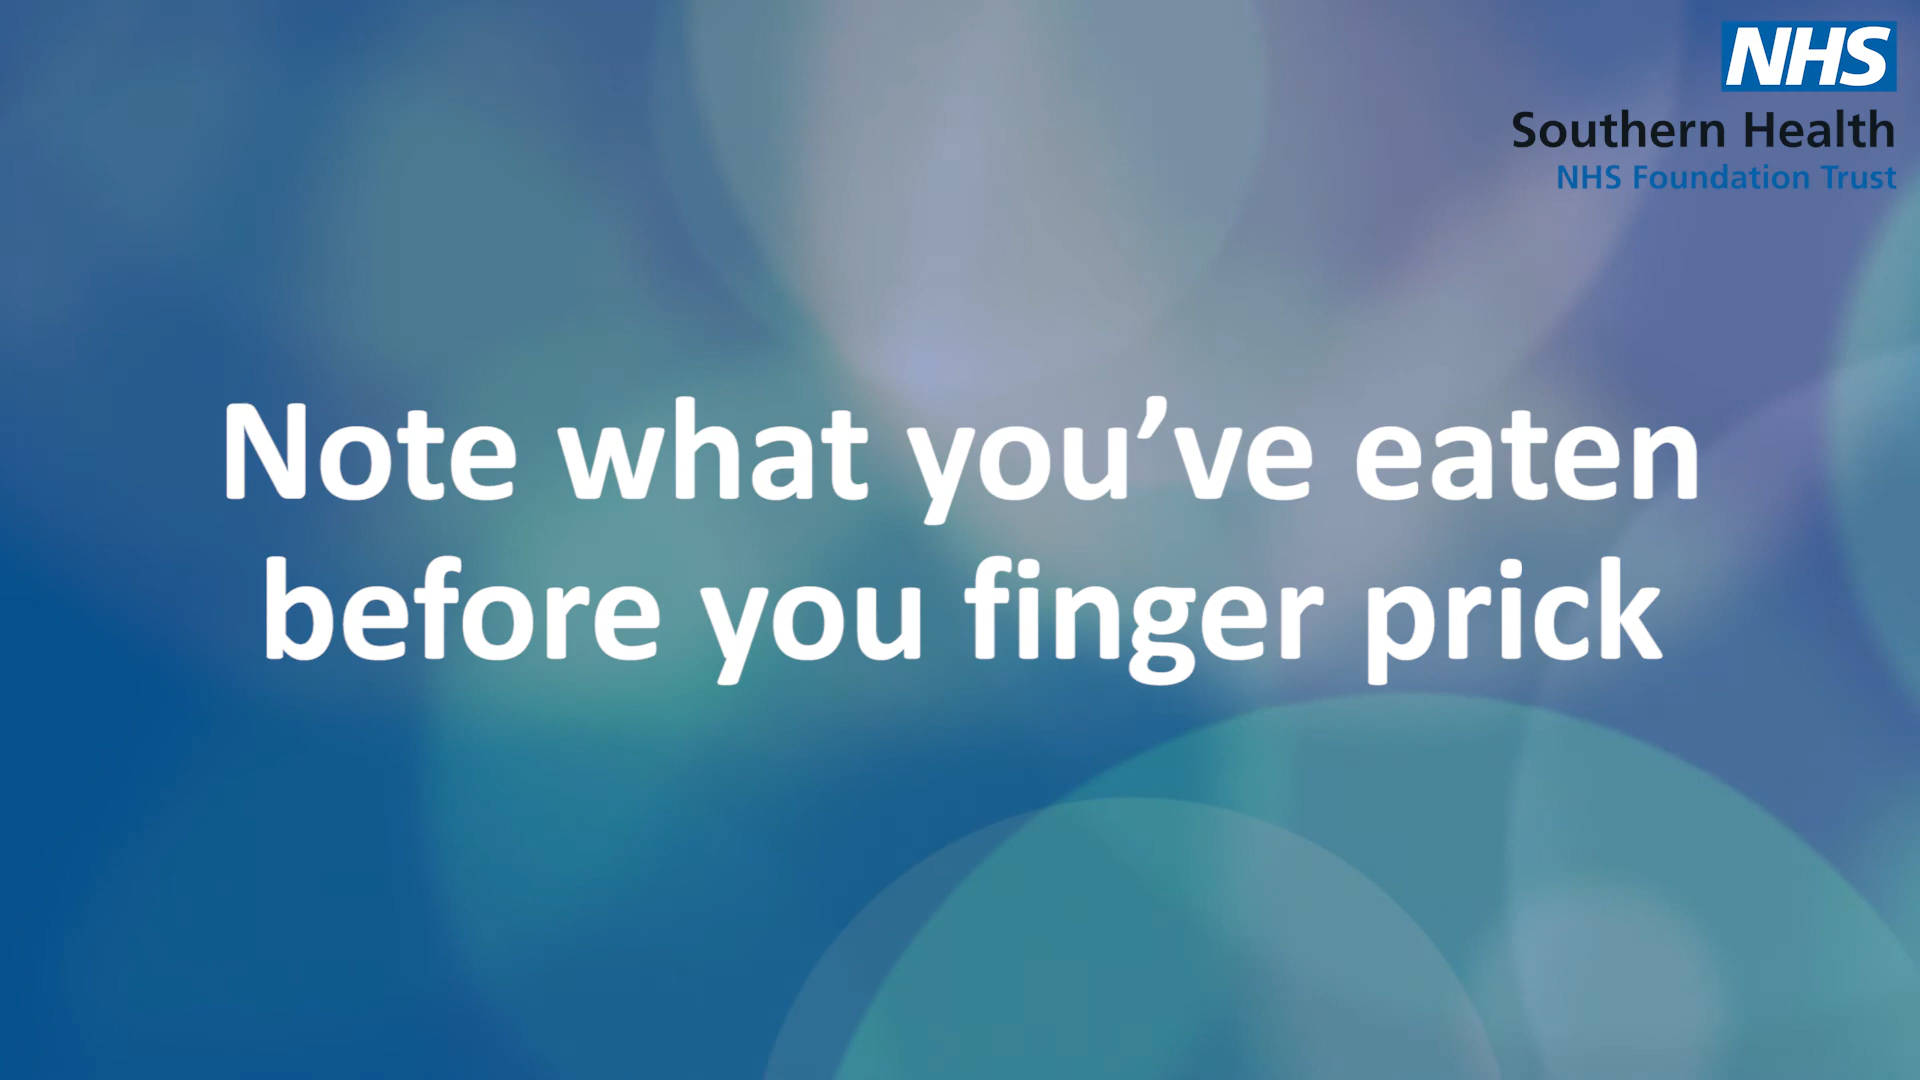 NHS
Southern Health
NHS Foundation Trust
Note what you’ve eaten
before you finger prick